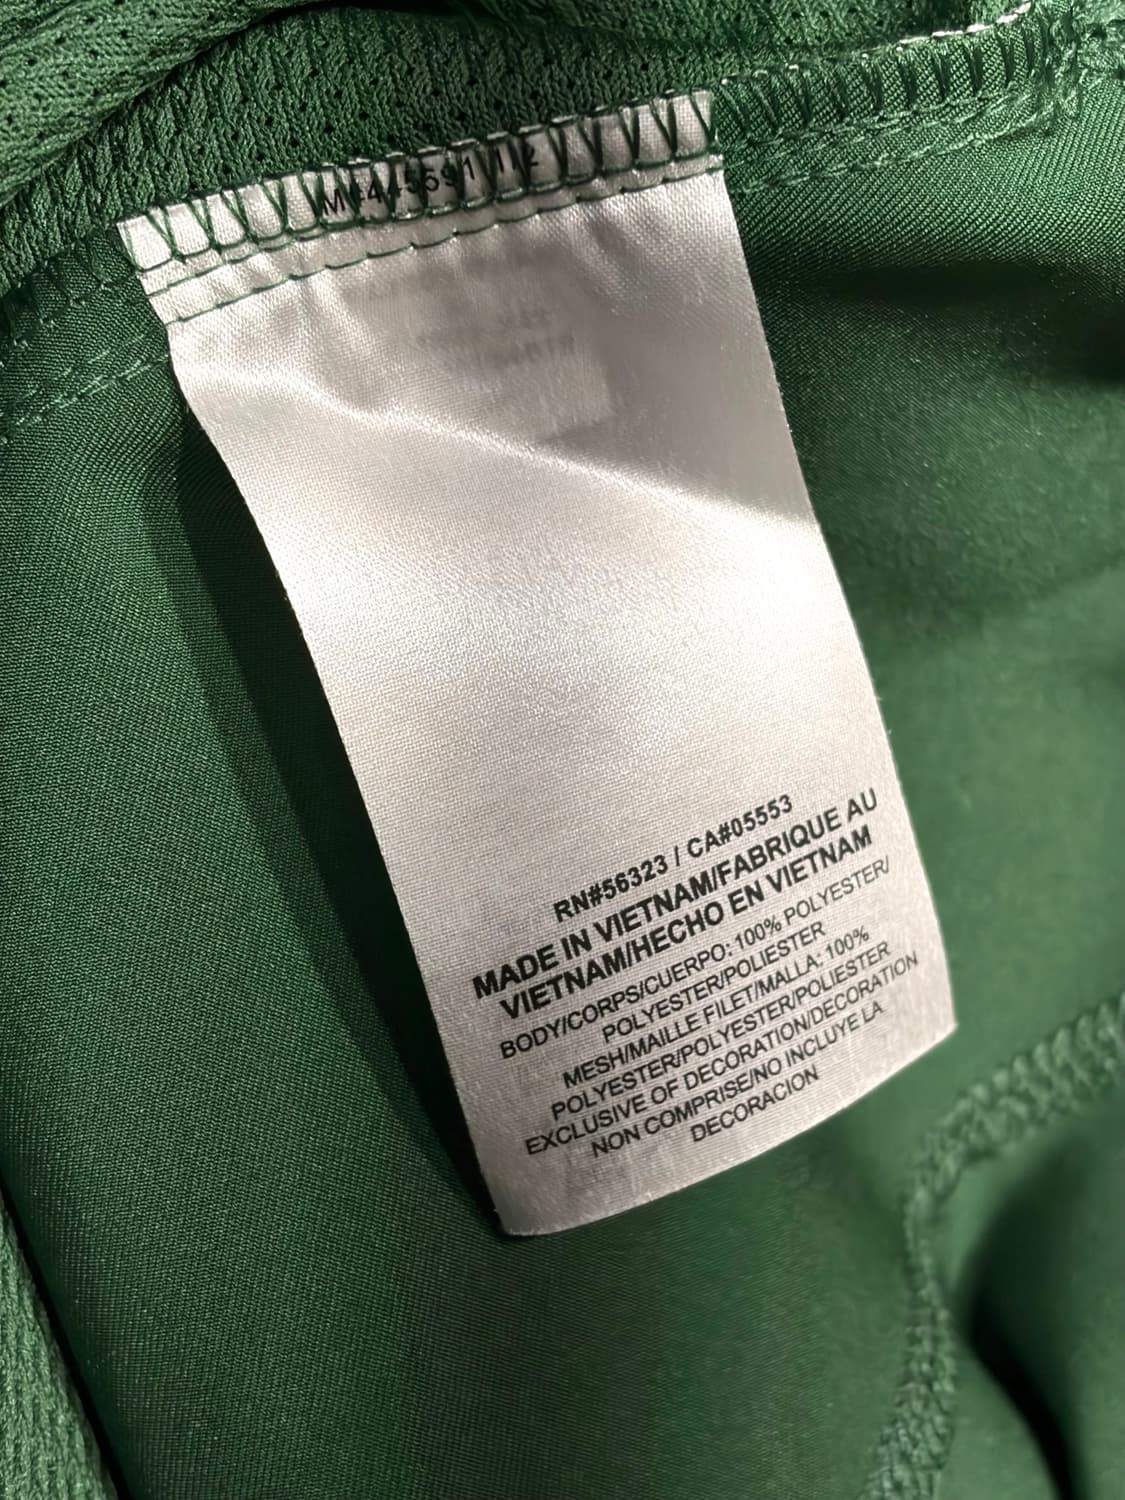 RN#56323 / CA#05553
MADE IN VIETNAM/FABRIQUE AU
VIETNAM/HECHO EN VIETNAM
BODY/CORPS/CUERPO: 100% POLYESTER/
POLYESTER/POLIESTER
MESH/MAILLE FILET/MALLA: 100%
POLYESTER/POLYESTER/POLIESTER
EXCLUSIVE OF DECORATION/DECORATION
NON COMPRISE/NO INCLUYE LA
DECORACION